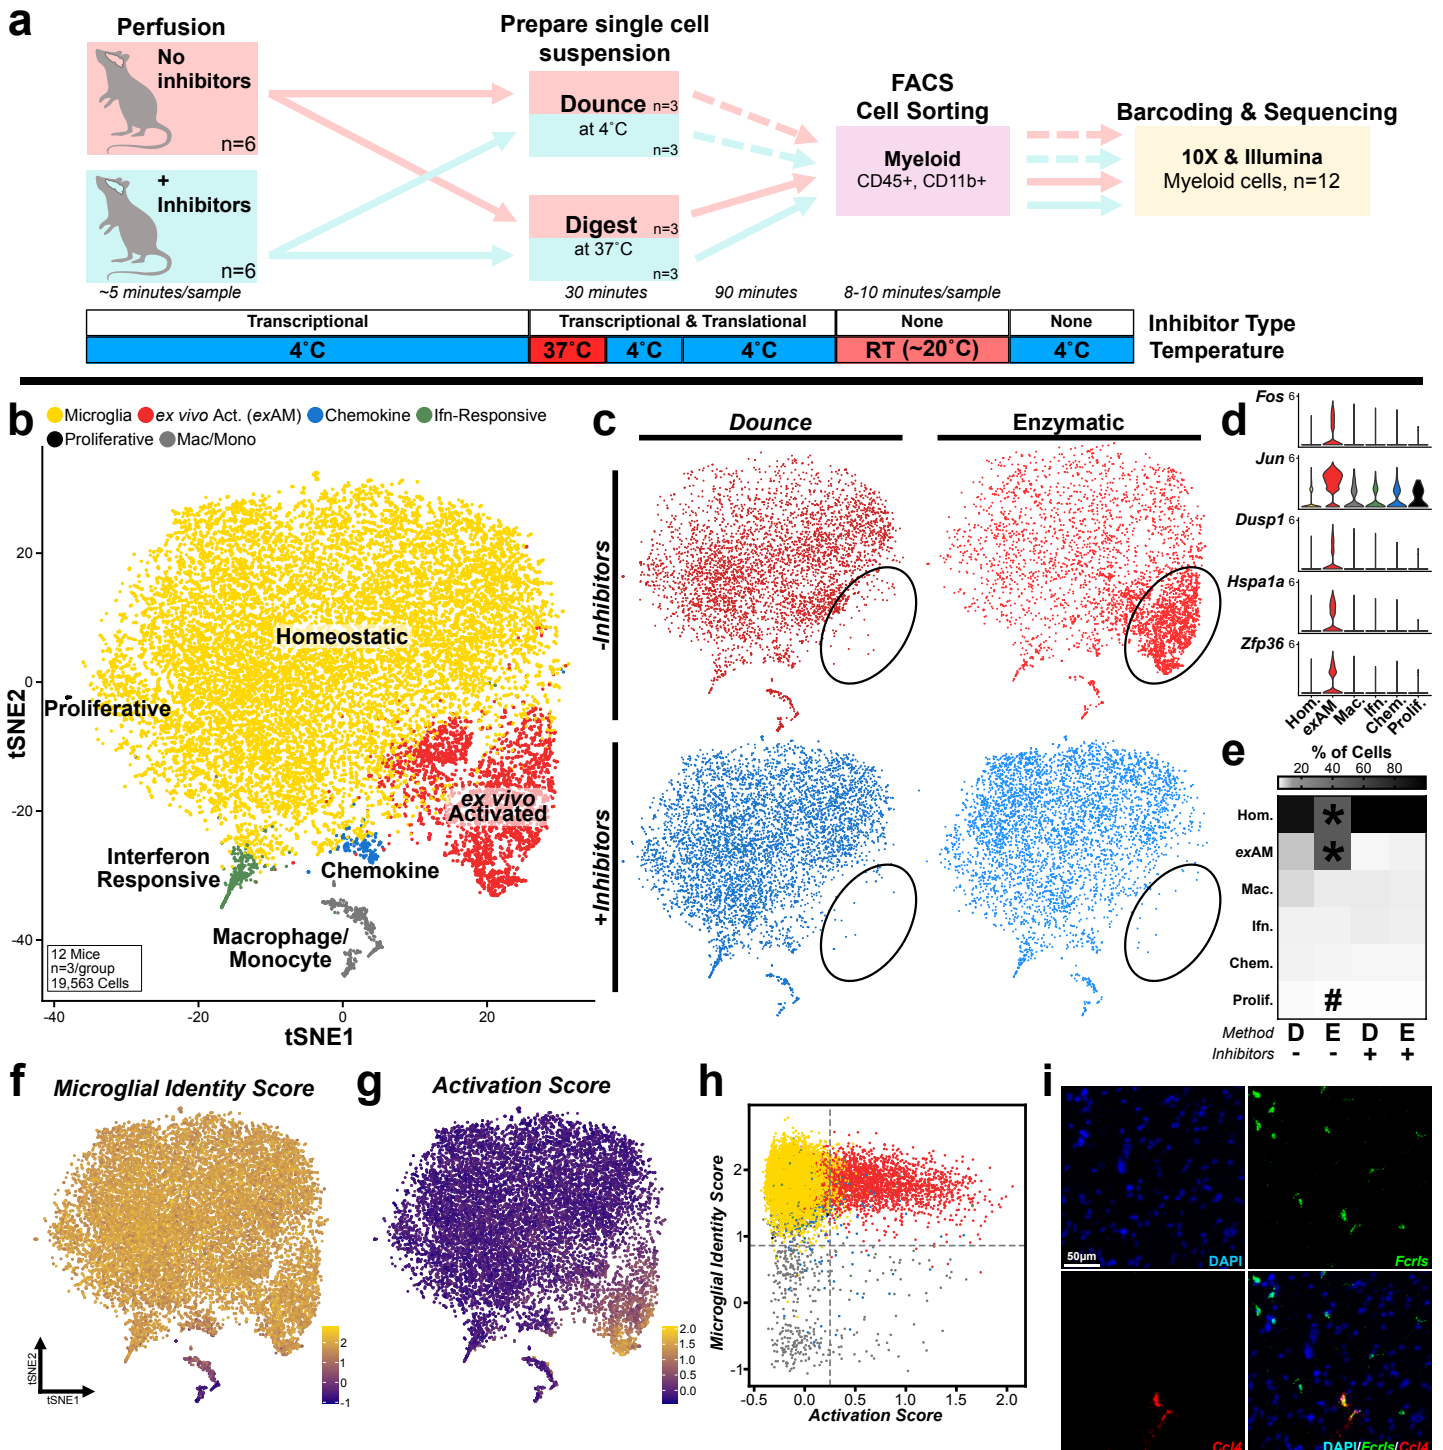 a
Perfusion
No
inhibitors
n=6
+
Inhibitors
n=6
~5 minutes/sample
Prepare single cell
suspension
Dounce n=3
at 4˚C
n=3
Digest n=3
at 37˚C
n=3
30 minutes
90 minutes
FACS
Cell Sorting
Myeloid
CD45+, CD11b+
8-10 minutes/sample
Barcoding & Sequencing
10X & Illumina
Myeloid cells, n=12
Transcriptional
Transcriptional & Translational
None
None
Inhibitor Type
4˚C
37˚C
4˚C
4˚C
RT (~20˚C)
4˚C
Temperature
b
Microglia
ex vivo Act. (exAM)
Chemokine
Ifn-Responsive
Proliferative
Mac/Mono
tSNE2
20
0
-20
-40
Homeostatic
Proliferative
ex vivo
Activated
Interferon
Responsive
Chemokine
Macrophage/
Monocyte
12 Mice
n=3/group
19,563 Cells
-40
-20
0
20
tSNE1
c
Dounce
Enzymatic
-Inhibitors
+Inhibitors
d
Fos
6
Jun
6
Dusp1
6
Hspa1a
6
Zfp36
6
Hom.
exAM
Mac.
Ifn.
Chem.
Prolif.
e
% of Cells
20
40
60
80
Hom.
*
exAM
*
Mac.
Ifn.
Chem.
Prolif.
#
Method D E D E
Inhibitors - - + +
f
Microglial Identity Score
tSNE2
tSNE1
2
1
0
-1
g
Activation Score
2.0
1.5
1.0
0.5
0.0
h
Microglial Identity Score
2
1
0
-1
-0.5
0.0
0.5
1.0
1.5
2.0
Activation Score
i
50µm
DAPI
Fcrls
Ccl4
DAPI/Fcrls/Ccl4